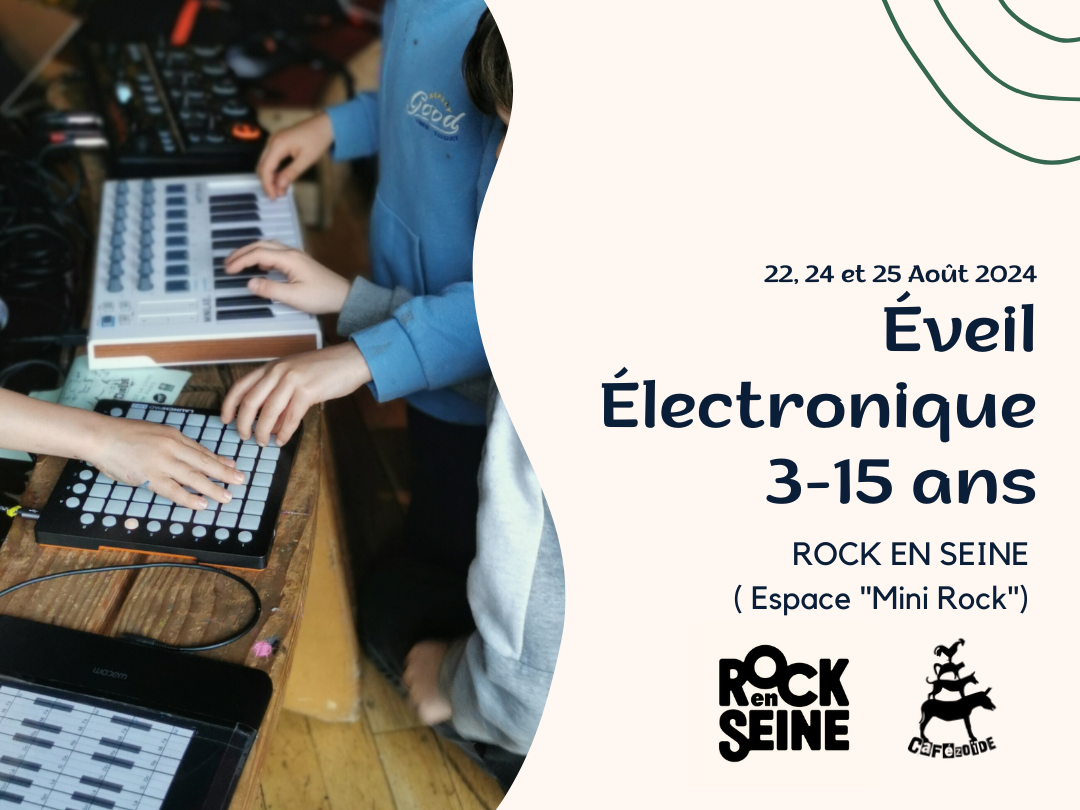 22, 24 et 25 Août 2024
Éveil
Électronique
3-15 ans
ROCK EN SEINE
( Espace "Mini Rock")
ROCK
en
SEINE
CaFézoïDE
Good
wacom